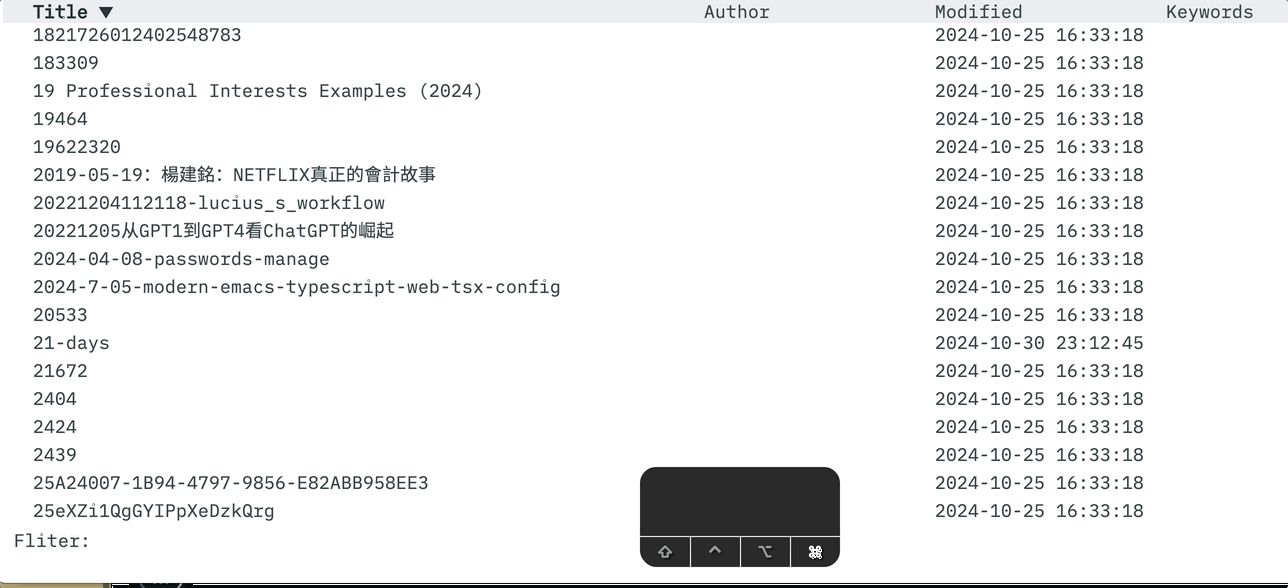 Title ▼ Author Modified Keywords
1821726012402548783 2024-10-25 16:33:18
183309 2024-10-25 16:33:18
19 Professional Interests Examples (2024) 2024-10-25 16:33:18
19464 2024-10-25 16:33:18
19622320 2024-10-25 16:33:18
2019-05-19：楊建銘：NETFLIX真正的會計故事 2024-10-25 16:33:18
20221204112118-lucius_s_workflow 2024-10-25 16:33:18
20221205从GPT1到GPT4看ChatGPT的崛起 2024-10-25 16:33:18
2024-04-08-passwords-manage 2024-10-25 16:33:18
2024-7-05-modern-emacs-typescript-web-tsx-config 2024-10-25 16:33:18
20533 2024-10-25 16:33:18
21-days 2024-10-30 23:12:45
21672 2024-10-25 16:33:18
2404 2024-10-25 16:33:18
2424 2024-10-25 16:33:18
2439 2024-10-25 16:33:18
25A24007-1B94-4797-9856-E82ABB958EE3 2024-10-25 16:33:18
25eXZi1QgGYIPpXeDzkQrg 2024-10-25 16:33:18
Fliter:
⇧ ⌃ ⌥ ⌘